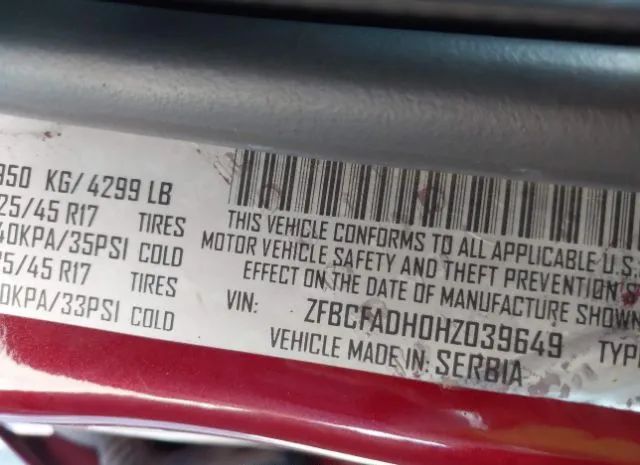 950 KG/ 4299 LB
25/45 R17 TIRES
40KPA/35PSI COLD
25/45 R17 TIRES
0KPA/33PSI COLD
THIS VEHICLE CONFORMS TO ALL APPLICABLE U.S.
MOTOR VEHICLE SAFETY AND THEFT PREVENTION S
EFFECT ON THE DATE OF MANUFACTURE SHOWN
VIN: ZFBCFADH0HZ039649 TYP
VEHICLE MADE IN: SERBIA